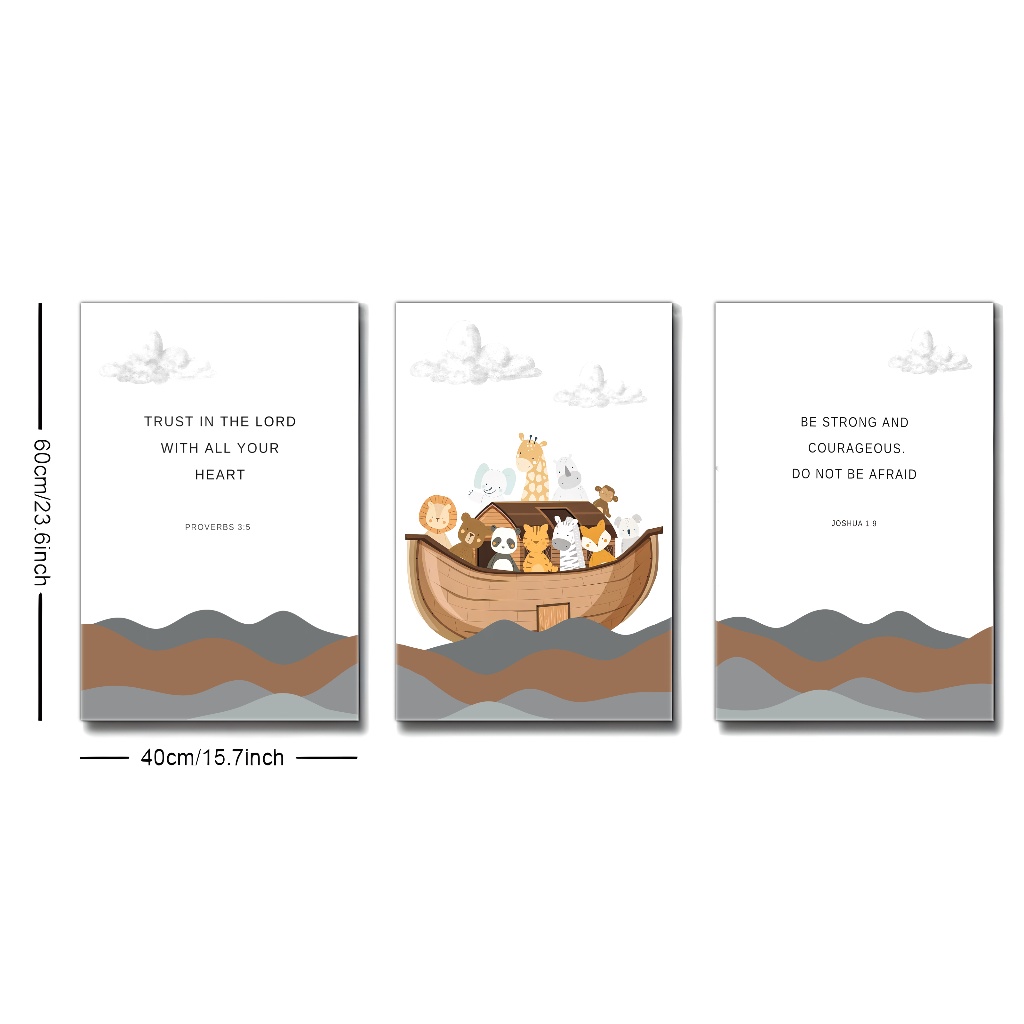 TRUST IN THE LORD
WITH ALL YOUR
HEART
PROVERBS 3.5
BE STRONG AND
COURAGEOUS.
DO NOT BE AFRAID
JOSHUA 1.9
60cm/23.6inch
40cm/15.7inch